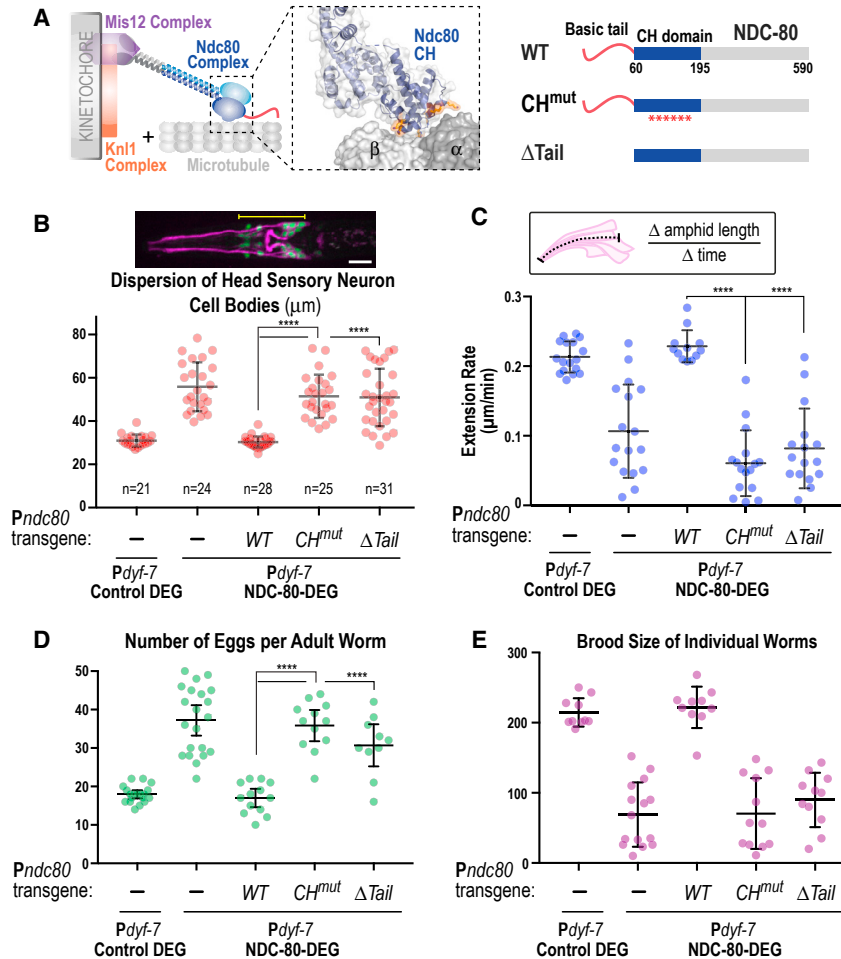 A
KINETOCHORE
Mis12 Complex
Ndc80
Complex
+
Knl1
Complex
Microtubule
Ndc80
CH
β
α
Basic tail
CH domain
NDC-80
WT
60
195
590
CHmut
******
ΔTail
B
Dispersion of Head Sensory Neuron
Cell Bodies (μm)
80
60
40
20
0
****
****
n=21
n=24
n=28
n=25
n=31
Pndc80
transgene:
–
–
WT
CHmut
ΔTail
Pdyf-7
Control DEG
Pdyf-7
NDC-80-DEG
C
Δ amphid length
Δ time
Extension Rate
(μm/min)
0.3
0.2
0.1
0.0
****
****
Pndc80
transgene:
–
–
WT
CHmut
ΔTail
Pdyf-7
Control DEG
Pdyf-7
NDC-80-DEG
D
Number of Eggs per Adult Worm
50
40
30
20
10
0
****
****
Pndc80
transgene:
–
–
WT
CHmut
ΔTail
Pdyf-7
Control DEG
Pdyf-7
NDC-80-DEG
E
Brood Size of Individual Worms
300
200
100
0
Pndc80
transgene:
–
–
WT
CHmut
ΔTail
Pdyf-7
Control DEG
Pdyf-7
NDC-80-DEG